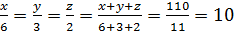 x/6 = y/3 = z/2 = (x+y+z)/(6+3+2) = 110/11 = 10